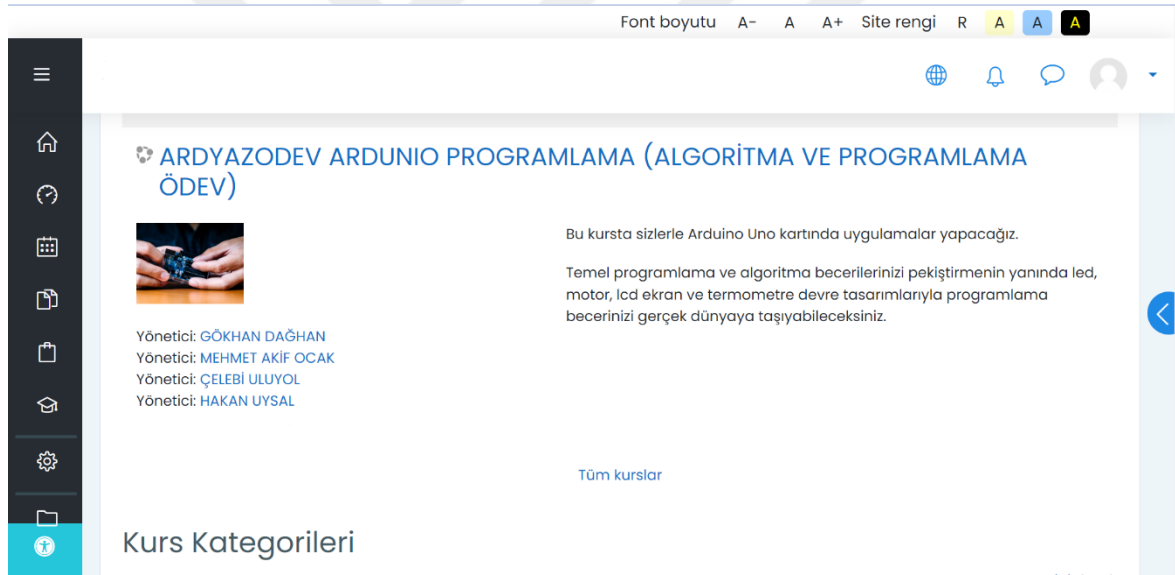 Font boyutu A- A A+ Site rengi R A A A
ARDYAZODEV ARDUNIO PROGRAMLAMA (ALGORİTMA VE PROGRAMLAMA
ÖDEV)
Bu kursta sizlerle Arduino Uno kartında uygulamalar yapacağız.
Temel programlama ve algoritma becerilerinizi pekiştirmenin yanında led,
motor, lcd ekran ve termometre devre tasarımlarıyla programlama
becerinizi gerçek dünyaya taşıyabileceksiniz.
Yönetici: GÖKHAN DAĞHAN
Yönetici: MEHMET AKİF OCAK
Yönetici: ÇELEBİ ULUYOL
Yönetici: HAKAN UYSAL
Tüm kurslar
Kurs Kategorileri